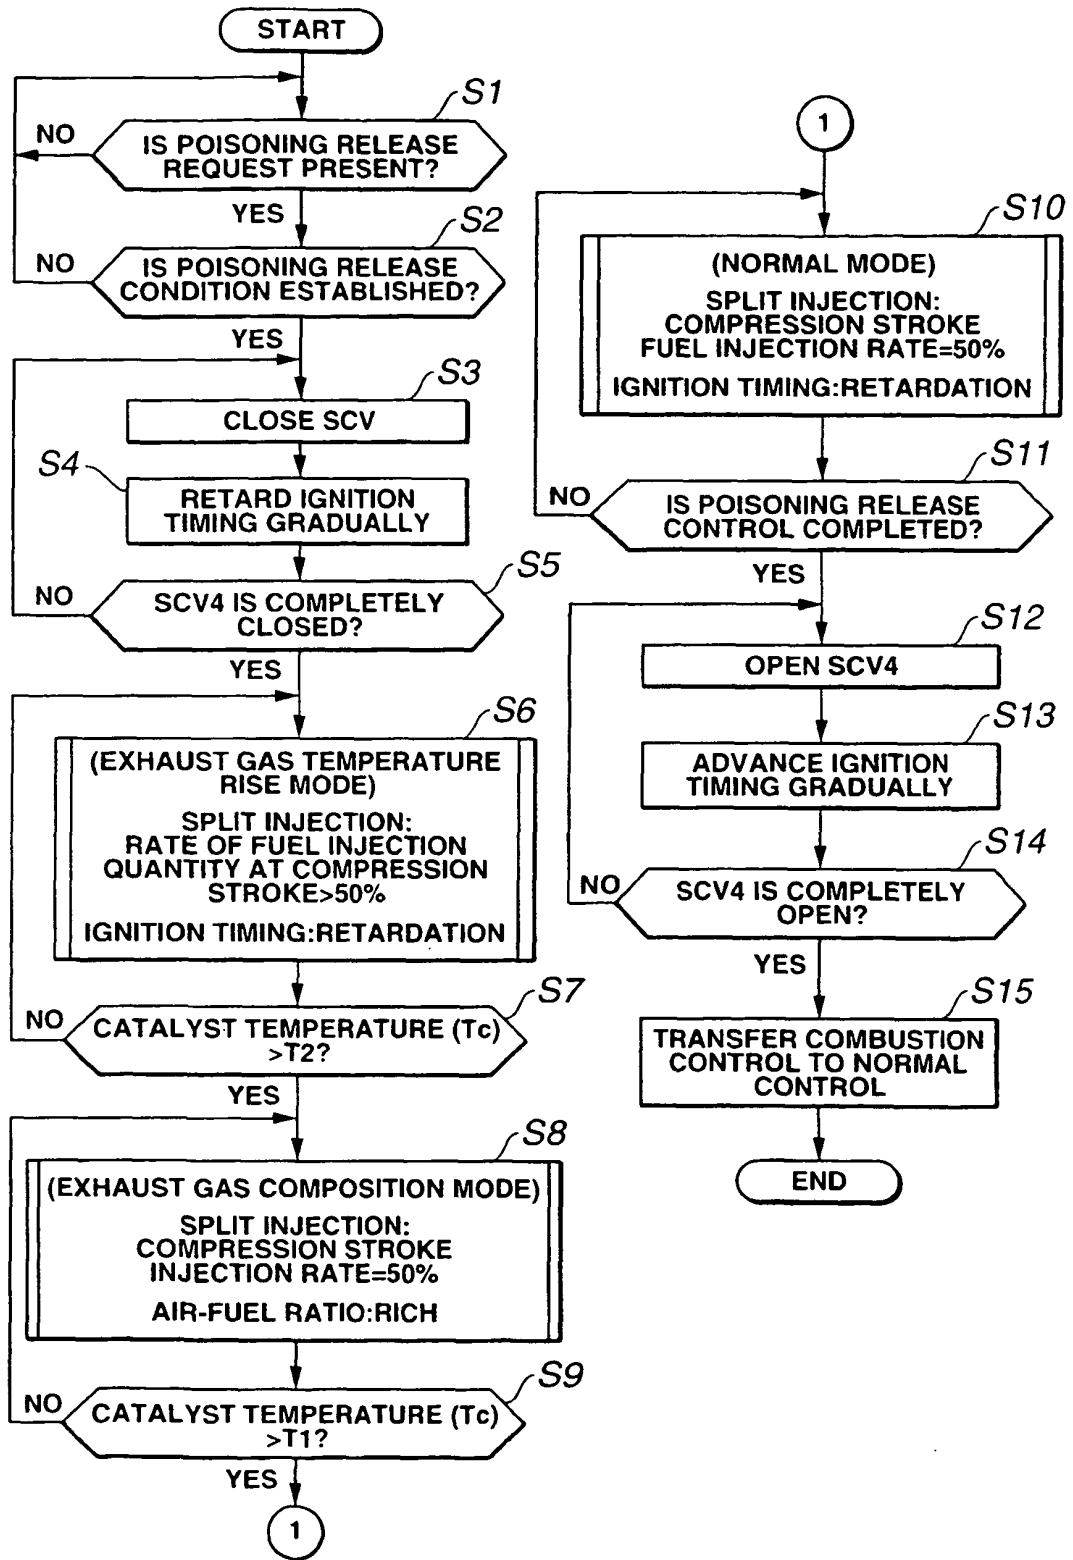 START
S1
NO
IS POISONING RELEASE
REQUEST PRESENT?
YES
S2
NO
IS POISONING RELEASE
CONDITION ESTABLISHED?
YES
S3
CLOSE SCV
S4
RETARD IGNITION
TIMING GRADUALLY
S5
NO
SCV4 IS COMPLETELY
CLOSED?
YES
S6
(EXHAUST GAS TEMPERATURE
RISE MODE)
SPLIT INJECTION:
RATE OF FUEL INJECTION
QUANTITY AT COMPRESSION
STROKE>50%
IGNITION TIMING:RETARDATION
S7
NO
CATALYST TEMPERATURE (Tc)
>T2?
YES
S8
(EXHAUST GAS COMPOSITION MODE)
SPLIT INJECTION:
COMPRESSION STROKE
INJECTION RATE=50%
AIR-FUEL RATIO:RICH
S9
NO
CATALYST TEMPERATURE (Tc)
>T1?
YES
1
1
S10
(NORMAL MODE)
SPLIT INJECTION:
COMPRESSION STROKE
FUEL INJECTION RATE=50%
IGNITION TIMING:RETARDATION
S11
NO
IS POISONING RELEASE
CONTROL COMPLETED?
YES
S12
OPEN SCV4
S13
ADVANCE IGNITION
TIMING GRADUALLY
S14
NO
SCV4 IS COMPLETELY
OPEN?
YES
S15
TRANSFER COMBUSTION
CONTROL TO NORMAL
CONTROL
END